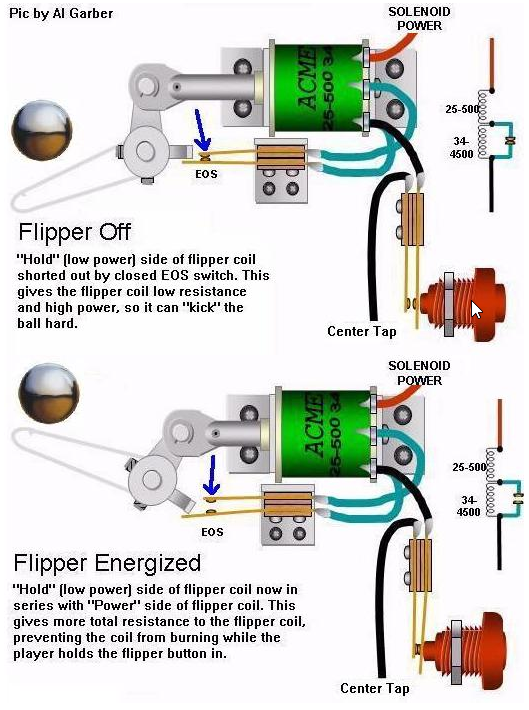 Pic by Al Garber
SOLENOID
POWER
ACME
25-500 34
25-500
34-
4500
EOS
Flipper Off
"Hold" (low power) side of flipper coil
shorted out by closed EOS switch. This
gives the flipper coil low resistance
and high power, so it can "kick" the
ball hard.
Center Tap
SOLENOID
POWER
ACME
25-500 34
25-500
34-
4500
EOS
Flipper Energized
"Hold" (low power) side of flipper coil now in
series with "Power" side of flipper coil. This
gives more total resistance to the flipper coil,
preventing the coil from burning while the
player holds the flipper button in.
Center Tap